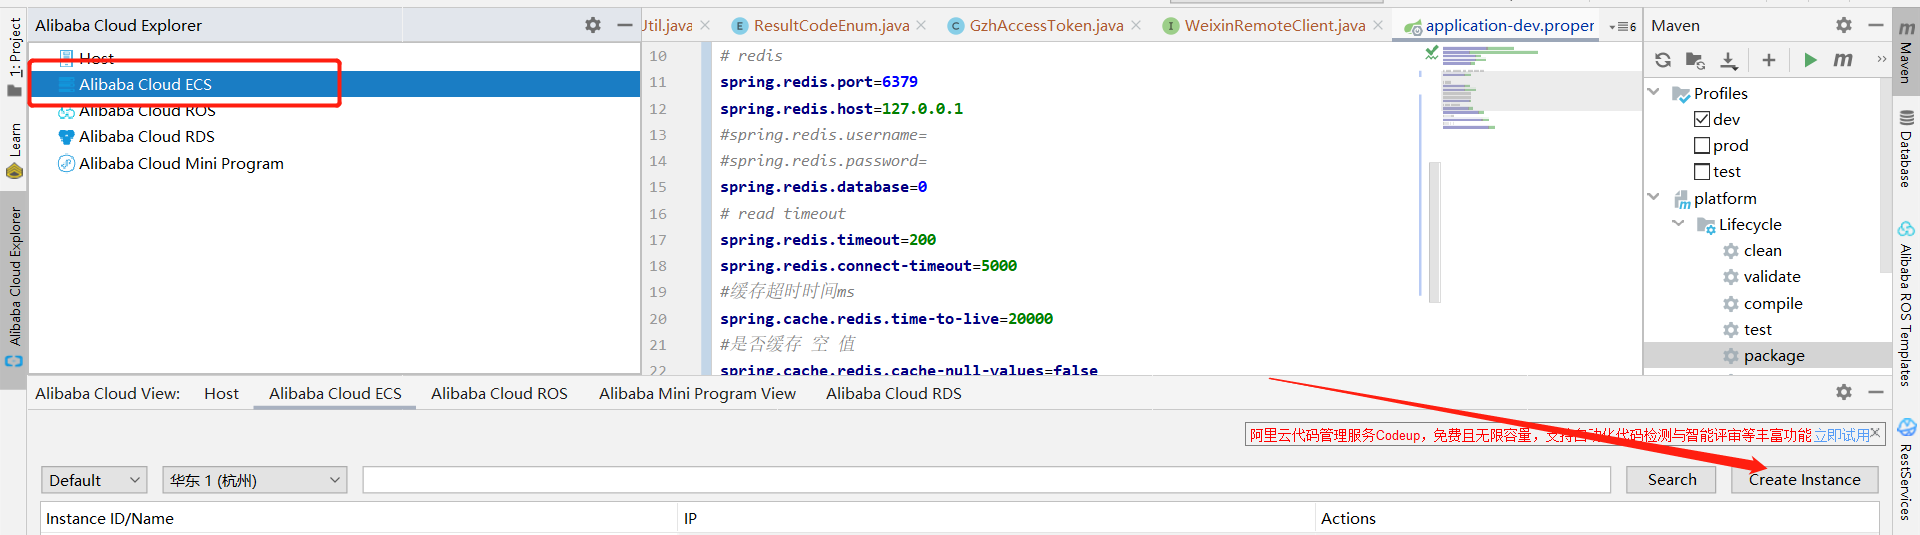 1: Project
Learn
Alibaba Cloud Explorer
Alibaba Cloud Explorer
Host
Alibaba Cloud ECS
Alibaba Cloud ROS
Alibaba Cloud RDS
Alibaba Cloud Mini Program
Util.java
ResultCodeEnum.java
GzhAccessToken.java
WeixinRemoteClient.java
application-dev.proper
6
10 # redis
11 spring.redis.port=6379
12 spring.redis.host=127.0.0.1
13 #spring.redis.username=
14 #spring.redis.password=
15 spring.redis.database=0
16 # read timeout
17 spring.redis.timeout=200
18 spring.redis.connect-timeout=5000
19 #缓存超时时间ms
20 spring.cache.redis.time-to-live=20000
21 #是否缓存 空 值
22 spring.cache.redis.cache-null-values=false
Maven
m
Profiles
dev
prod
test
platform
Lifecycle
clean
validate
compile
test
package
Maven
Database
Alibaba ROS Templates
RestServices
Alibaba Cloud View: Host Alibaba Cloud ECS Alibaba Cloud ROS Alibaba Mini Program View Alibaba Cloud RDS
阿里云代码管理服务Codeup，免费且无限容量，支持自动化代码检测与智能评审等丰富功能 立即试用
Default 华东 1 (杭州) Search Create Instance
Instance ID/Name IP Actions